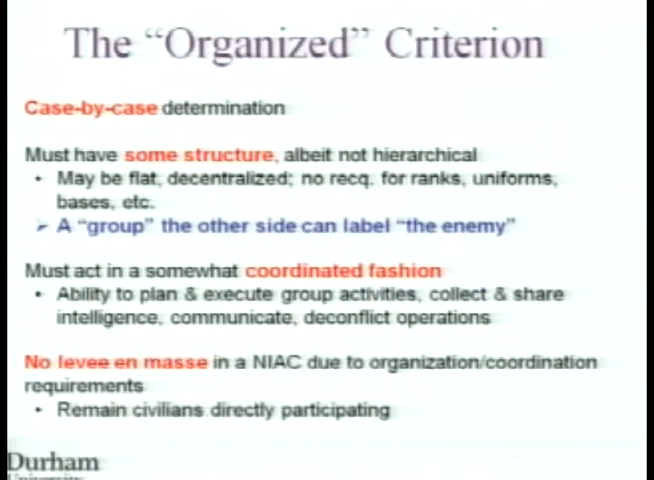 The “Organized” Criterion
Case-by-case determination
Must have some structure, albeit not hierarchical
• May be flat, decentralized; no recq. for ranks, uniforms,
bases, etc.
➢ A “group” the other side can label “the enemy”
Must act in a somewhat coordinated fashion
• Ability to plan & execute group activities, collect & share
intelligence, communicate, deconflict operations
No levee en masse in a NIAC due to organization/coordination
requirements
• Remain civilians directly participating
Durham